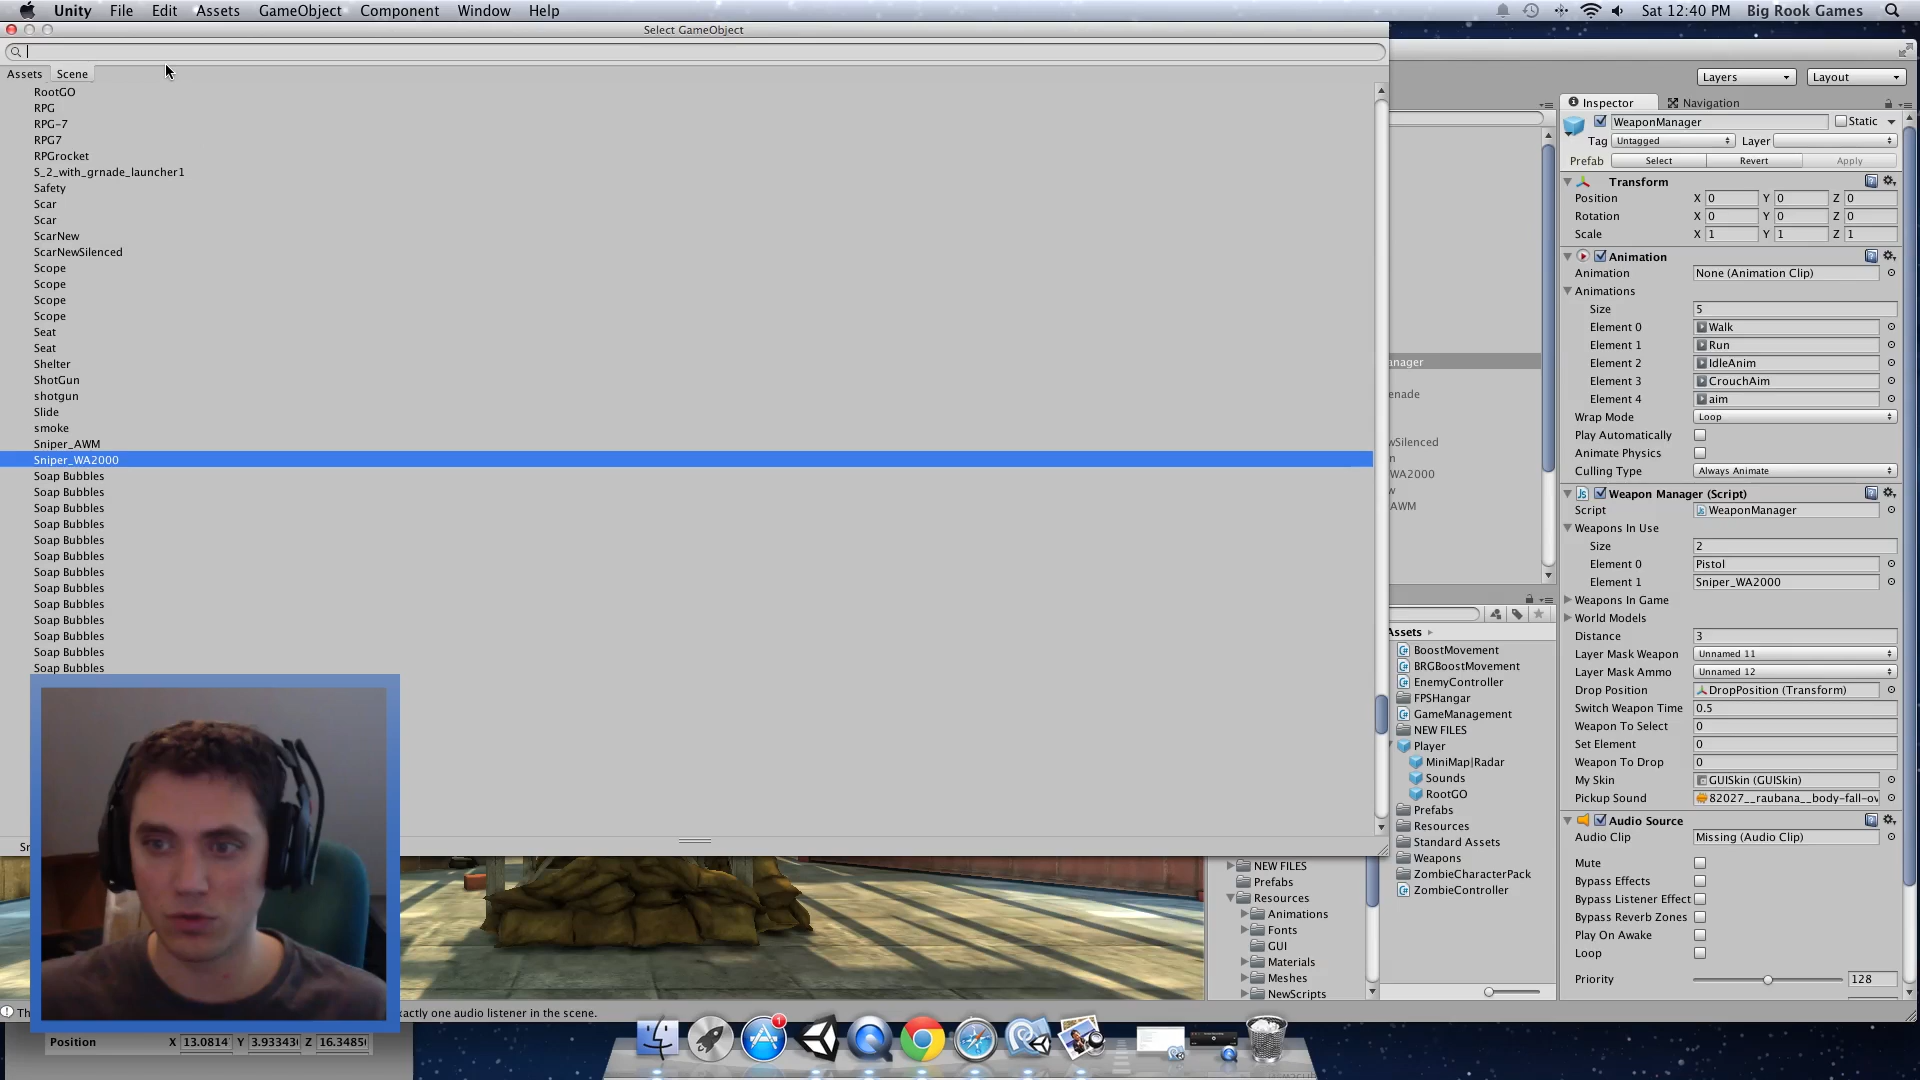 Unity File Edit Assets GameObject Component Window Help Sat 12:40 PM Big Rook Games
Select GameObject
Assets Scene
RootGO
RPG
RPG-7
RPG7
RPGrocket
S_2_with_grnade_launcher1
Safety
Scar
Scar
ScarNew
ScarNewSilenced
Scope
Scope
Scope
Scope
Seat
Seat
Shelter
ShotGun
shotgun
Slide
smoke
Sniper_AWM
Sniper_WA2000
Soap Bubbles
Soap Bubbles
Soap Bubbles
Soap Bubbles
Soap Bubbles
Soap Bubbles
Soap Bubbles
Soap Bubbles
Soap Bubbles
Soap Bubbles
Soap Bubbles
Soap Bubbles
Soap Bubbles
Sn
anager
enade
wSilenced
n
WA2000
w
AWM
Layers Layout
Inspector Navigation
WeaponManager Static
Tag Untagged Layer
Prefab Select Revert Apply
Transform
Position X 0 Y 0 Z 0
Rotation X 0 Y 0 Z 0
Scale X 1 Y 1 Z 1
Animation
Animation None (Animation Clip)
Animations
Size 5
Element 0 Walk
Element 1 Run
Element 2 IdleAnim
Element 3 CrouchAim
Element 4 aim
Wrap Mode Loop
Play Automatically
Animate Physics
Culling Type Always Animate
Weapon Manager (Script)
Script WeaponManager
Weapons In Use
Size 2
Element 0 Pistol
Element 1 Sniper_WA2000
Weapons In Game
World Models
Distance 3
Layer Mask Weapon Unnamed 11
Layer Mask Ammo Unnamed 12
Drop Position DropPosition (Transform)
Switch Weapon Time 0.5
Weapon To Select 0
Set Element 0
Weapon To Drop 0
My Skin GUISkin (GUISkin)
Pickup Sound 82027__raubana__body-fall-ov
Audio Source
Audio Clip Missing (Audio Clip)
Mute
Bypass Effects
Bypass Listener Effect
Bypass Reverb Zones
Play On Awake
Loop
Priority 128
Assets
BoostMovement
BRGBoostMovement
EnemyController
FPSHangar
GameManagement
NEW FILES
Player
MiniMap|Radar
Sounds
RootGO
Prefabs
Resources
Standard Assets
Weapons
ZombieCharacterPack
ZombieController
NEW FILES
Prefabs
Resources
Animations
Fonts
GUI
Materials
Meshes
NewScripts
Th xactly one audio listener in the scene.
Position X 13.0814 Y 3.93343 Z 16.3485
1